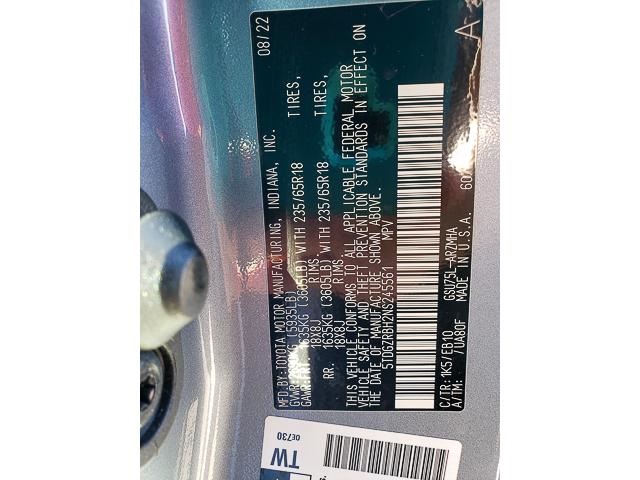 MFD. BY:TOYOTA MOTOR MANUFACTURING, INDIANA, INC. 08/22
GVWR: (5935LB)
GAWR:FRT. 1635KG (3605LB) WITH 235/65R18 TIRES,
18X8J RIMS
RR. 1635KG (3605LB) WITH 235/65R18 TIRES,
18X8J RIMS
THIS VEHICLE CONFORMS TO ALL APPLICABLE FEDERAL MOTOR
VEHICLE SAFETY AND THEFT PREVENTION STANDARDS IN EFFECT ON
THE DATE OF MANUFACTURE SHOWN ABOVE.
5TDGZRBH2NS245561 MPV
C/TR:1K5/EB10 GSU75L-ARZMHA 60
A/TM: /UA80F MADE IN U.S.A. A
TW
0E730